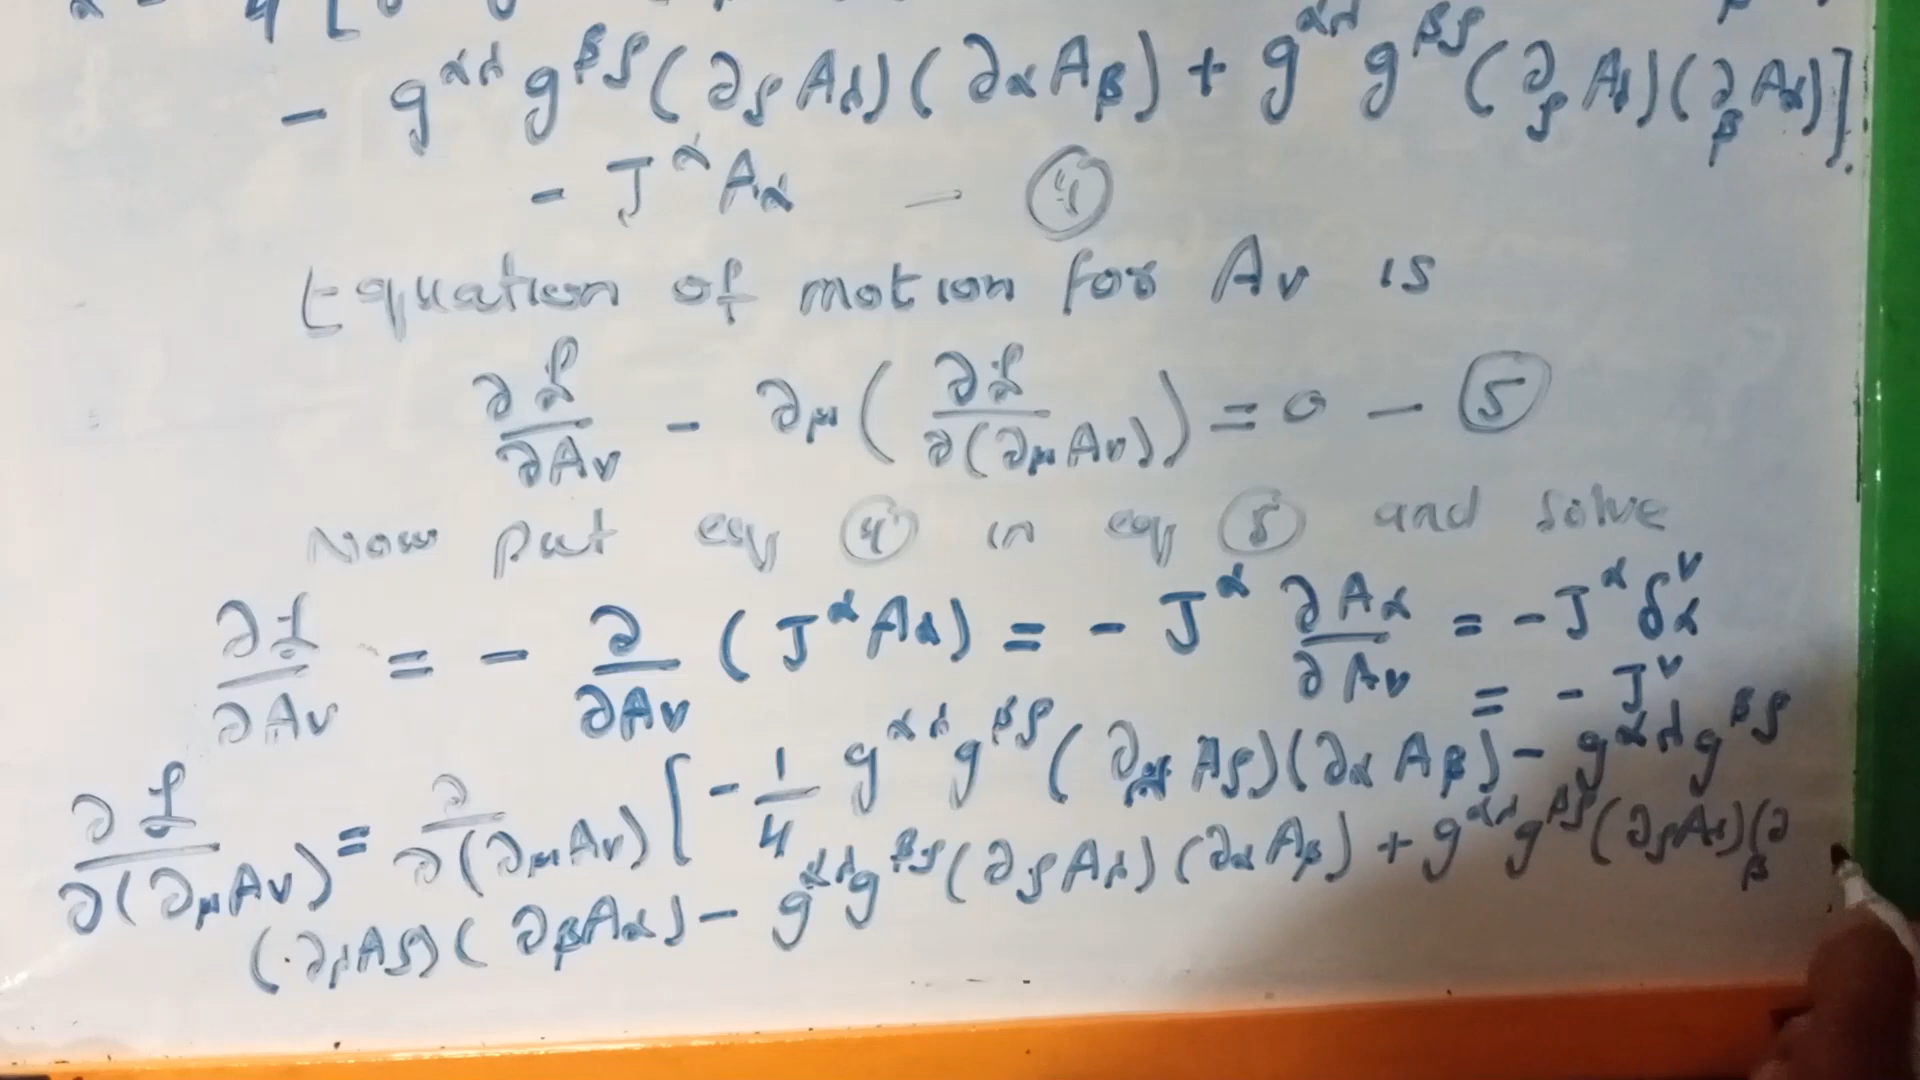 - g^{αλ} g^{βρ} (∂_ρ A_λ) (∂_α A_β) + g^{αλ} g^{βρ} (∂_ρ A_λ) (∂_β A_α)]
- J^α A_α — ④
Equation of motion for A_ν is
∂ℒ/∂A_ν - ∂_μ (∂ℒ/∂(∂_μ A_ν)) = 0 — ⑤
Now put eq ④ in eq ⑤ and solve
∂ℒ/∂A_ν = - ∂/∂A_ν (J^α A_α) = - J^α ∂A_α/∂A_ν = - J^α δ^ν_α
= - J^ν
∂ℒ/∂(∂_μ A_ν) = ∂/∂(∂_μ A_ν) [- 1/4 g^{αλ} g^{βρ} (∂_λ A_ρ) (∂_α A_β) - g^{αλ} g^{βρ}
(∂_λ A_ρ) (∂_β A_α) - g^{αλ} g^{βρ} (∂_ρ A_λ) (∂_α A_β) + g^{αλ} g^{βρ} (∂_ρ A_λ) (∂_β